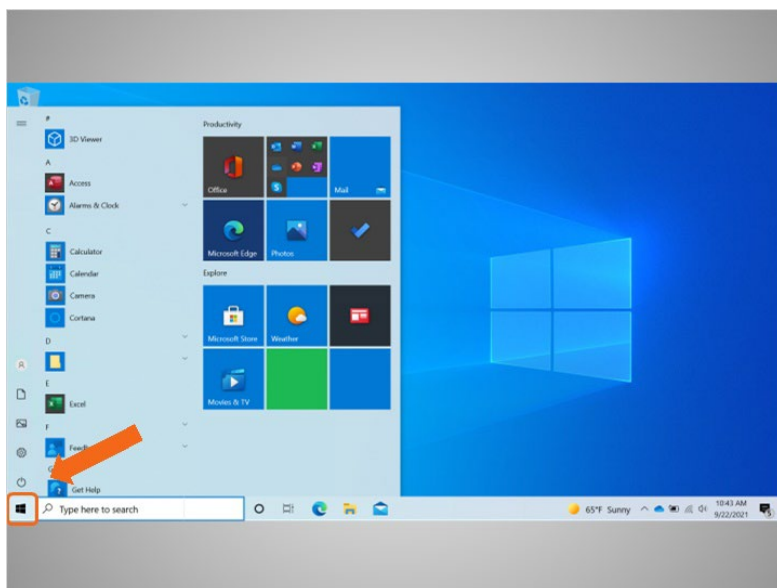 #
3D Viewer
A
Access
Alarms & Clock
C
Calculator
Calendar
Camera
Cortana
D
E
Excel
F
Feedb
G
Get Help
Productivity
Office
Mail
Microsoft Edge
Photos
Explore
Microsoft Store
Weather
Movies & TV
Type here to search
65°F Sunny
10:43 AM
9/22/2021